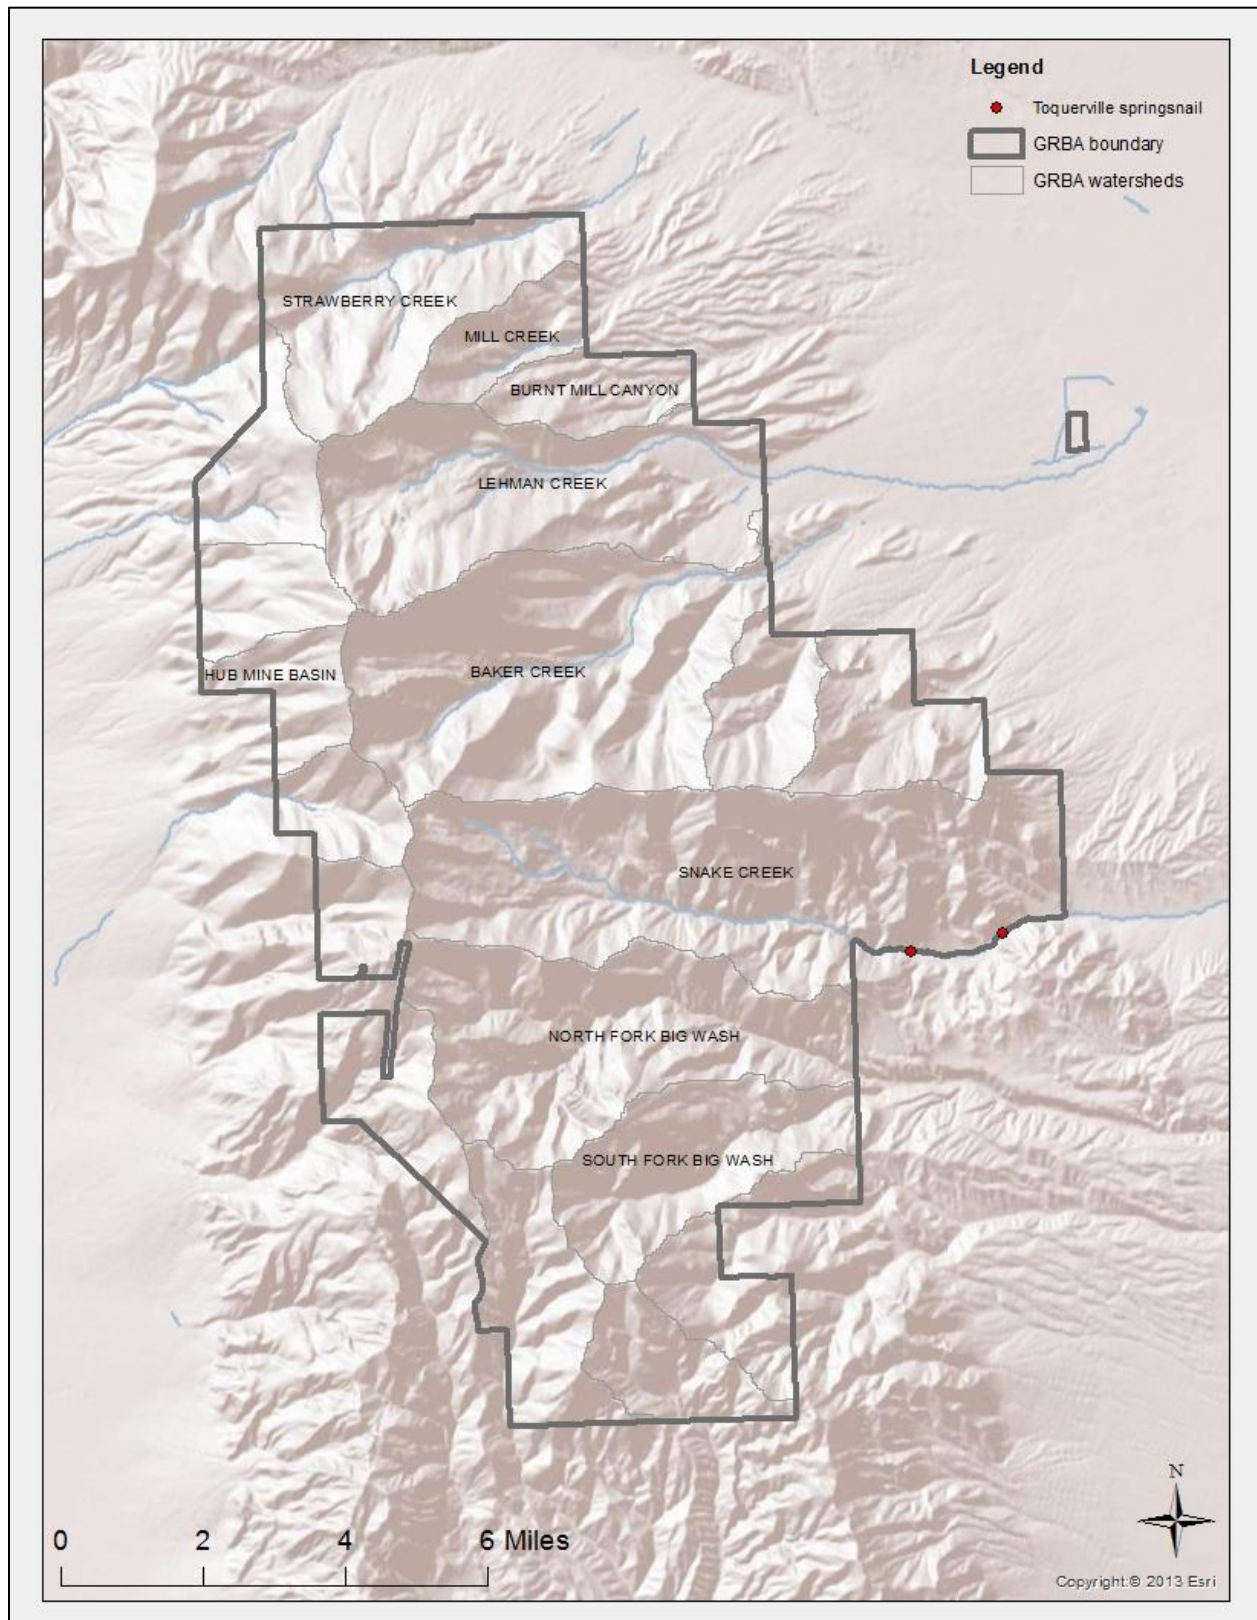 Legend
Toquerville springsnail
GRBA boundary
GRBA watersheds
STRAWBERRY CREEK
MILL CREEK
BURNT MILL CANYON
LEHMAN CREEK
HUB MINE BASIN
BAKER CREEK
SNAKE CREEK
NORTH FORK BIG WASH
SOUTH FORK BIG WASH
N
0 2 4 6 Miles
Copyright:© 2013 Esri